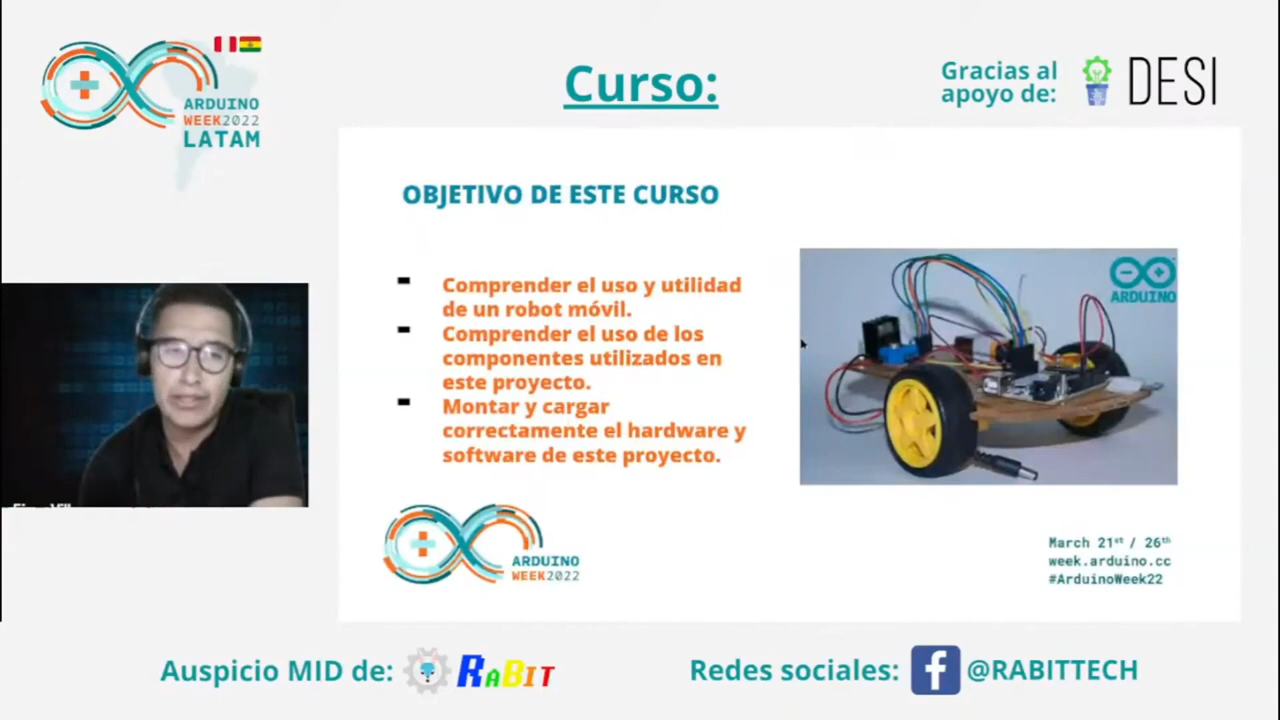 ARDUINO
WEEK2022
LATAM
Curso:
Gracias al
apoyo de:
DESI
OBJETIVO DE ESTE CURSO
Comprender el uso y utilidad
de un robot móvil.
Comprender el uso de los
componentes utilizados en
este proyecto.
Montar y cargar
correctamente el hardware y
software de este proyecto.
ARDUINO
ARDUINO
WEEK2022
March 21st / 26th
week.arduino.cc
#ArduinoWeek22
Auspicio MID de:
RABIT
Redes sociales:
@RABITTECH